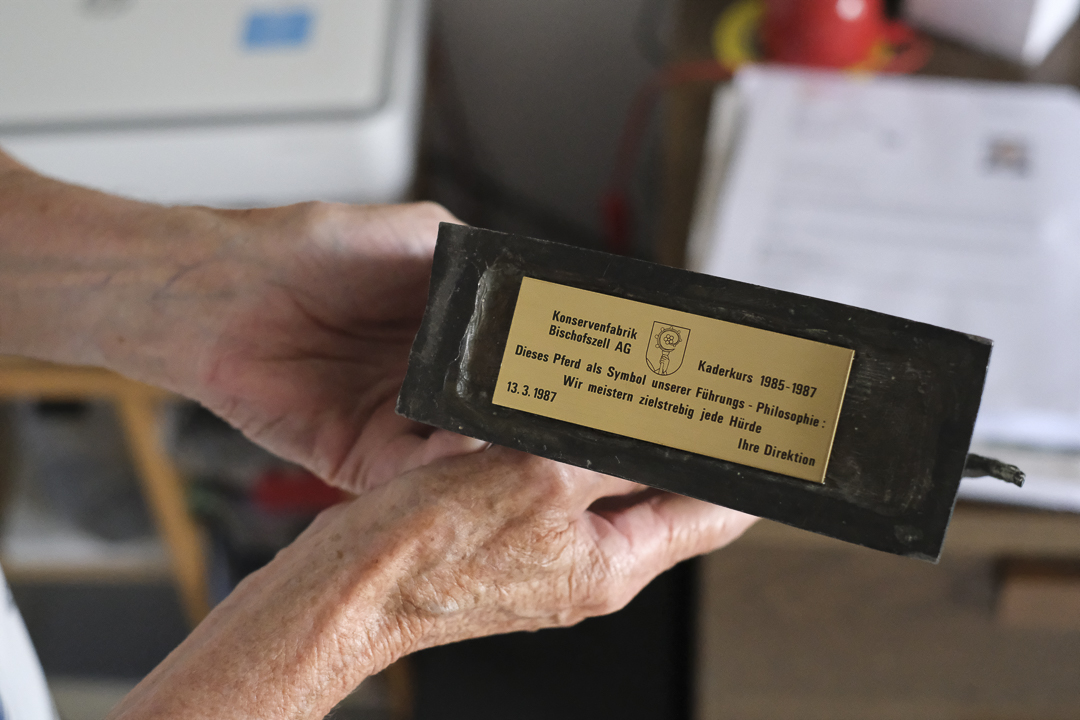 Konservenfabrik
Bischofszell AG
Kaderkurs 1985-1987
Dieses Pferd als Symbol unserer Führungs - Philosophie :
Wir meistern zielstrebig jede Hürde
13. 3. 1987
Ihre Direktion